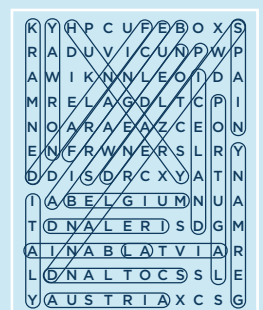 K Y H P C U F E B O X S
R A D U V I C U N P W P
A W I K N N L E O I D A
M R E L A G D L T C P I
N O A R A E A Z C E O N
E N F R W N E R S L R Y
D D I S D R C X Y A T N
I A B E L G I U M N U A
T D N A L E R I S D G M
A I N A B L A T V I A R
L D N A L T O C S S L E
Y A U S T R I A X C S G